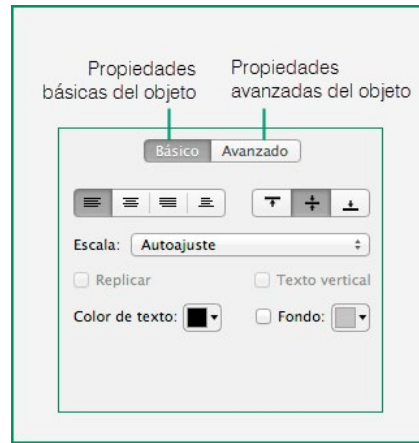 Propiedades
básicas del objeto
Propiedades
avanzadas del objeto
Básico
Avanzado
Escala:
Autoajuste
Replicar
Texto vertical
Color de texto:
Fondo: